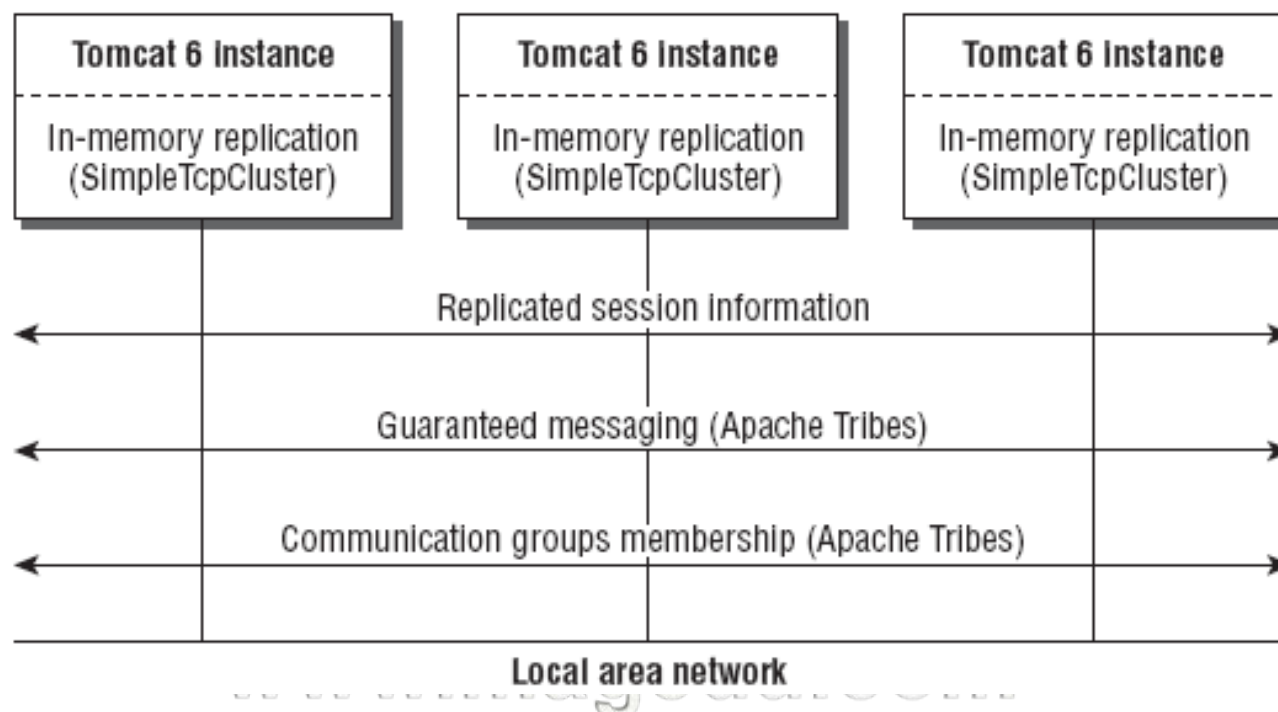 Tomcat 6 instance
In-memory replication
(SimpleTcpCluster)
Tomcat 6 instance
In-memory replication
(SimpleTcpCluster)
Tomcat 6 instance
In-memory replication
(SimpleTcpCluster)
Replicated session information
Guaranteed messaging (Apache Tribes)
Communication groups membership (Apache Tribes)
Local area network